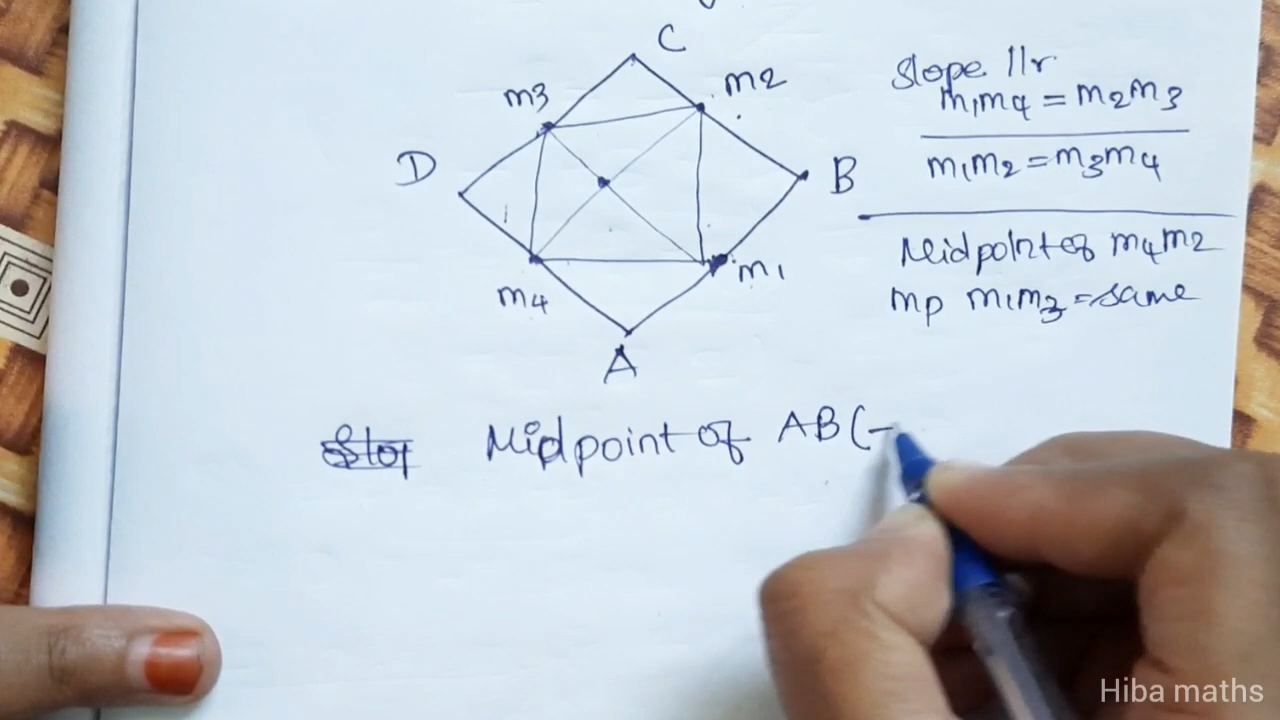 C
m3
m2
D
B
m1
m4
A
Slope llr
m1m4 = m2m3
m1m2 = m3m4
Midpoint of m4m2
mp m1m3 = same
Midpoint of AB (-
Hiba maths